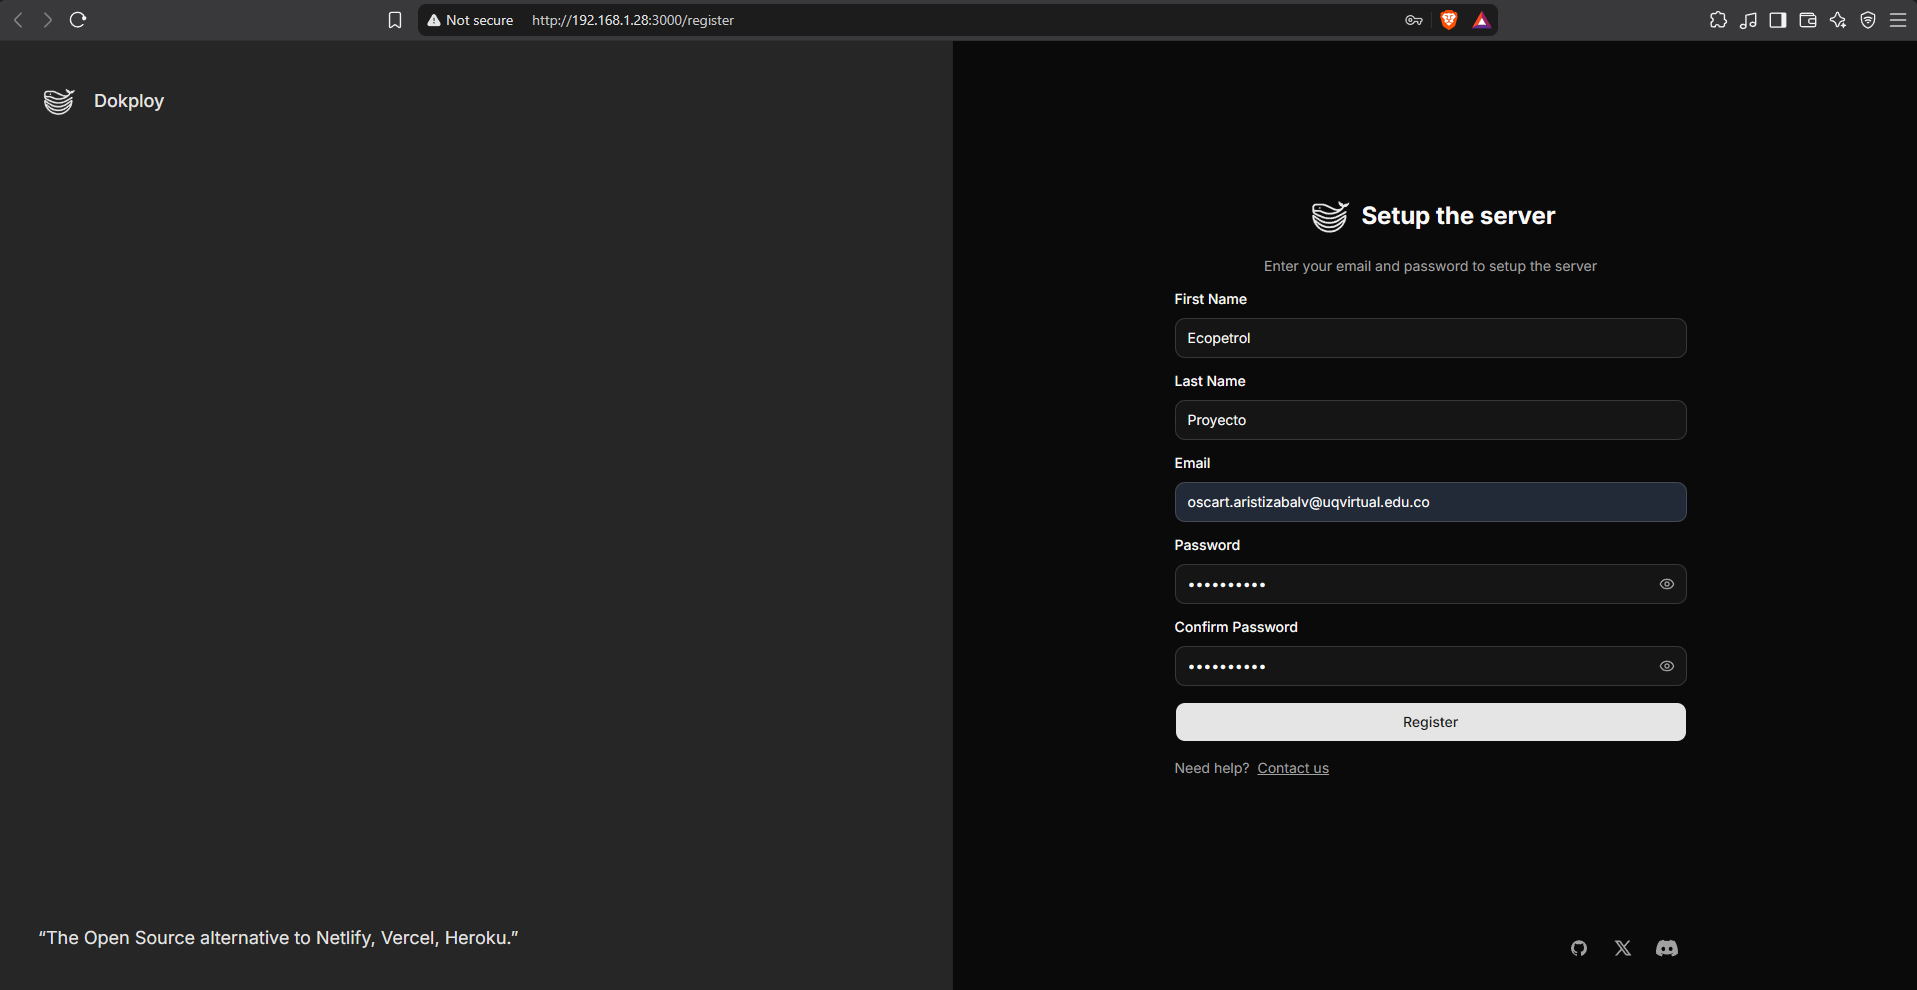 Not secure http://192.168.1.28:3000/register
Dokploy
Setup the server
Enter your email and password to setup the server
First Name
Ecopetrol
Last Name
Proyecto
Email
oscart.aristizabalv@uqvirtual.edu.co
Password
••••••••••
Confirm Password
••••••••••
Register
Need help? Contact us
“The Open Source alternative to Netlify, Vercel, Heroku.”